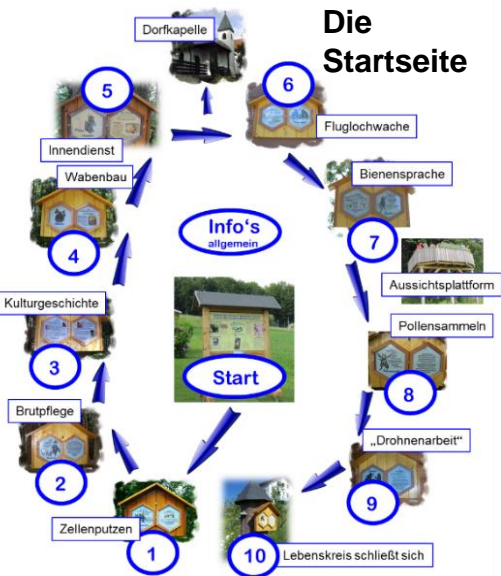 Die
Startseite
Dorfkapelle
5
Innendienst
6
Fluglochwache
Wabenbau
4
Bienensprache
7
Info's
allgemein
Aussichtsplattform
Kulturgeschichte
3
Pollensammeln
8
Start
Brutpflege
2
„Drohnenarbeit“
9
Zellenputzen
1
10
Lebenskreis schließt sich